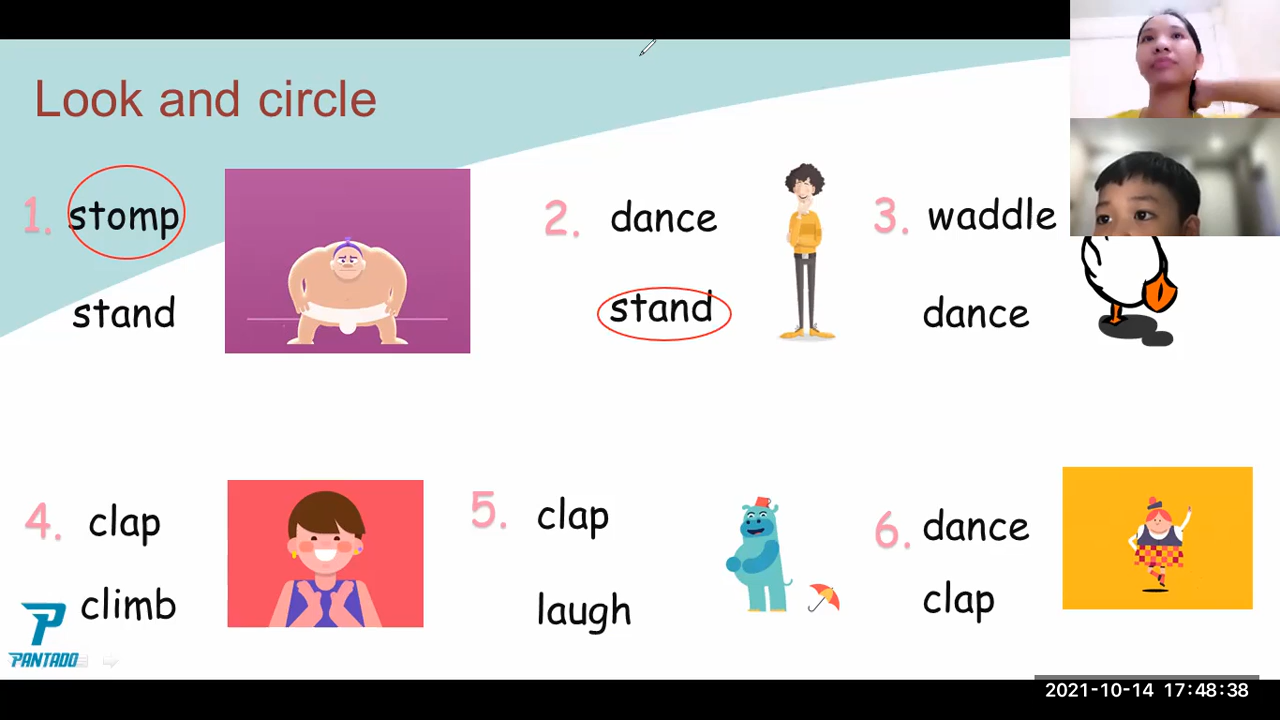 Look and circle
1. stomp
stand
2. dance
stand
3. waddle
dance
4. clap
climb
5. clap
laugh
6. dance
clap
PANTADO
2021-10-14 17:48:38